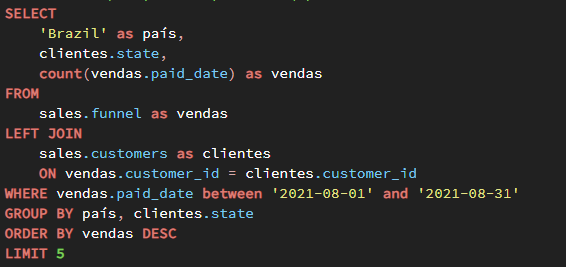 SELECT
'Brazil' as país,
clientes.state,
count(vendas.paid_date) as vendas
FROM
sales.funnel as vendas
LEFT JOIN
sales.customers as clientes
ON vendas.customer_id = clientes.customer_id
WHERE vendas.paid_date between '2021-08-01' and '2021-08-31'
GROUP BY país, clientes.state
ORDER BY vendas DESC
LIMIT 5